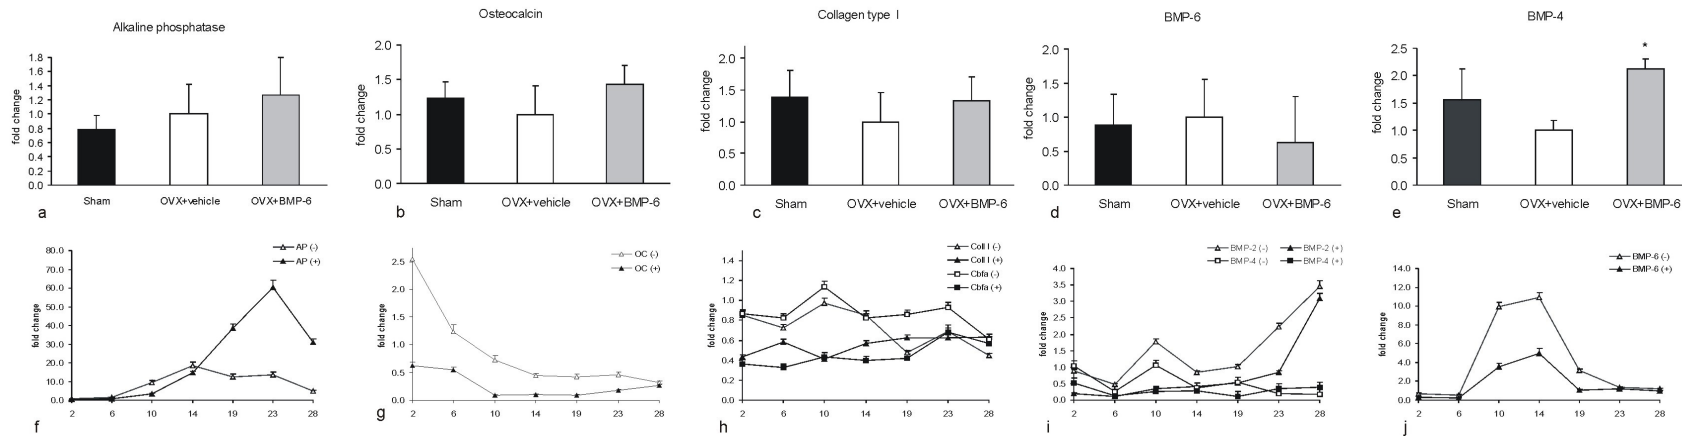 Alkaline phosphatase
fold change
1.8
1.6
1.4
1.2
1.0
0.8
0.6
0.4
0.2
0.0
Sham OVX+vehicle OVX+BMP-6
a
Osteocalcin
fold change
2.0
1.5
1.0
1.5
0.0
Sham OVX+vehicle OVX+BMP-6
b
Collagen type I
fold change
2.0
1.5
1.0
0.5
0.0
Sham OVX+vehicle OVX+BMP-6
c
BMP-6
fold change
2.0
1.5
1.0
0.5
0.0
Sham OVX+vehicle OVX+BMP-6
d
BMP-4
fold change
2.5
2.0
1.5
1.0
0.5
0.0
*
Sham OVX+vehicle OVX+BMP-6
e
AP (-)
AP (+)
fold change
80.0
70.0
60.0
50.0
40.0
30.0
20.0
10.0
0.0
2 6 10 14 19 23 28
f
OC (-)
OC (+)
fold change
2.5
2.0
1.5
1.0
0.5
0.0
2 6 10 14 19 23 28
g
Coll I (-)
Coll I (+)
Cbfa (-)
Cbfa (+)
fold change
1.4
1.2
1.0
0.8
0.6
0.4
0.2
0.0
2 6 10 14 19 23 28
h
BMP-2 (-) BMP-2 (+)
BMP-4 (-) BMP-4 (+)
fold change
4.0
3.5
3.0
2.5
2.0
1.5
1.0
0.5
0.0
2 6 10 14 19 23 28
i
BMP-6 (-)
BMP-6 (+)
fold change
14.0
12.0
10.0
8.0
6.0
4.0
2.0
0.0
2 6 10 14 19 23 28
j